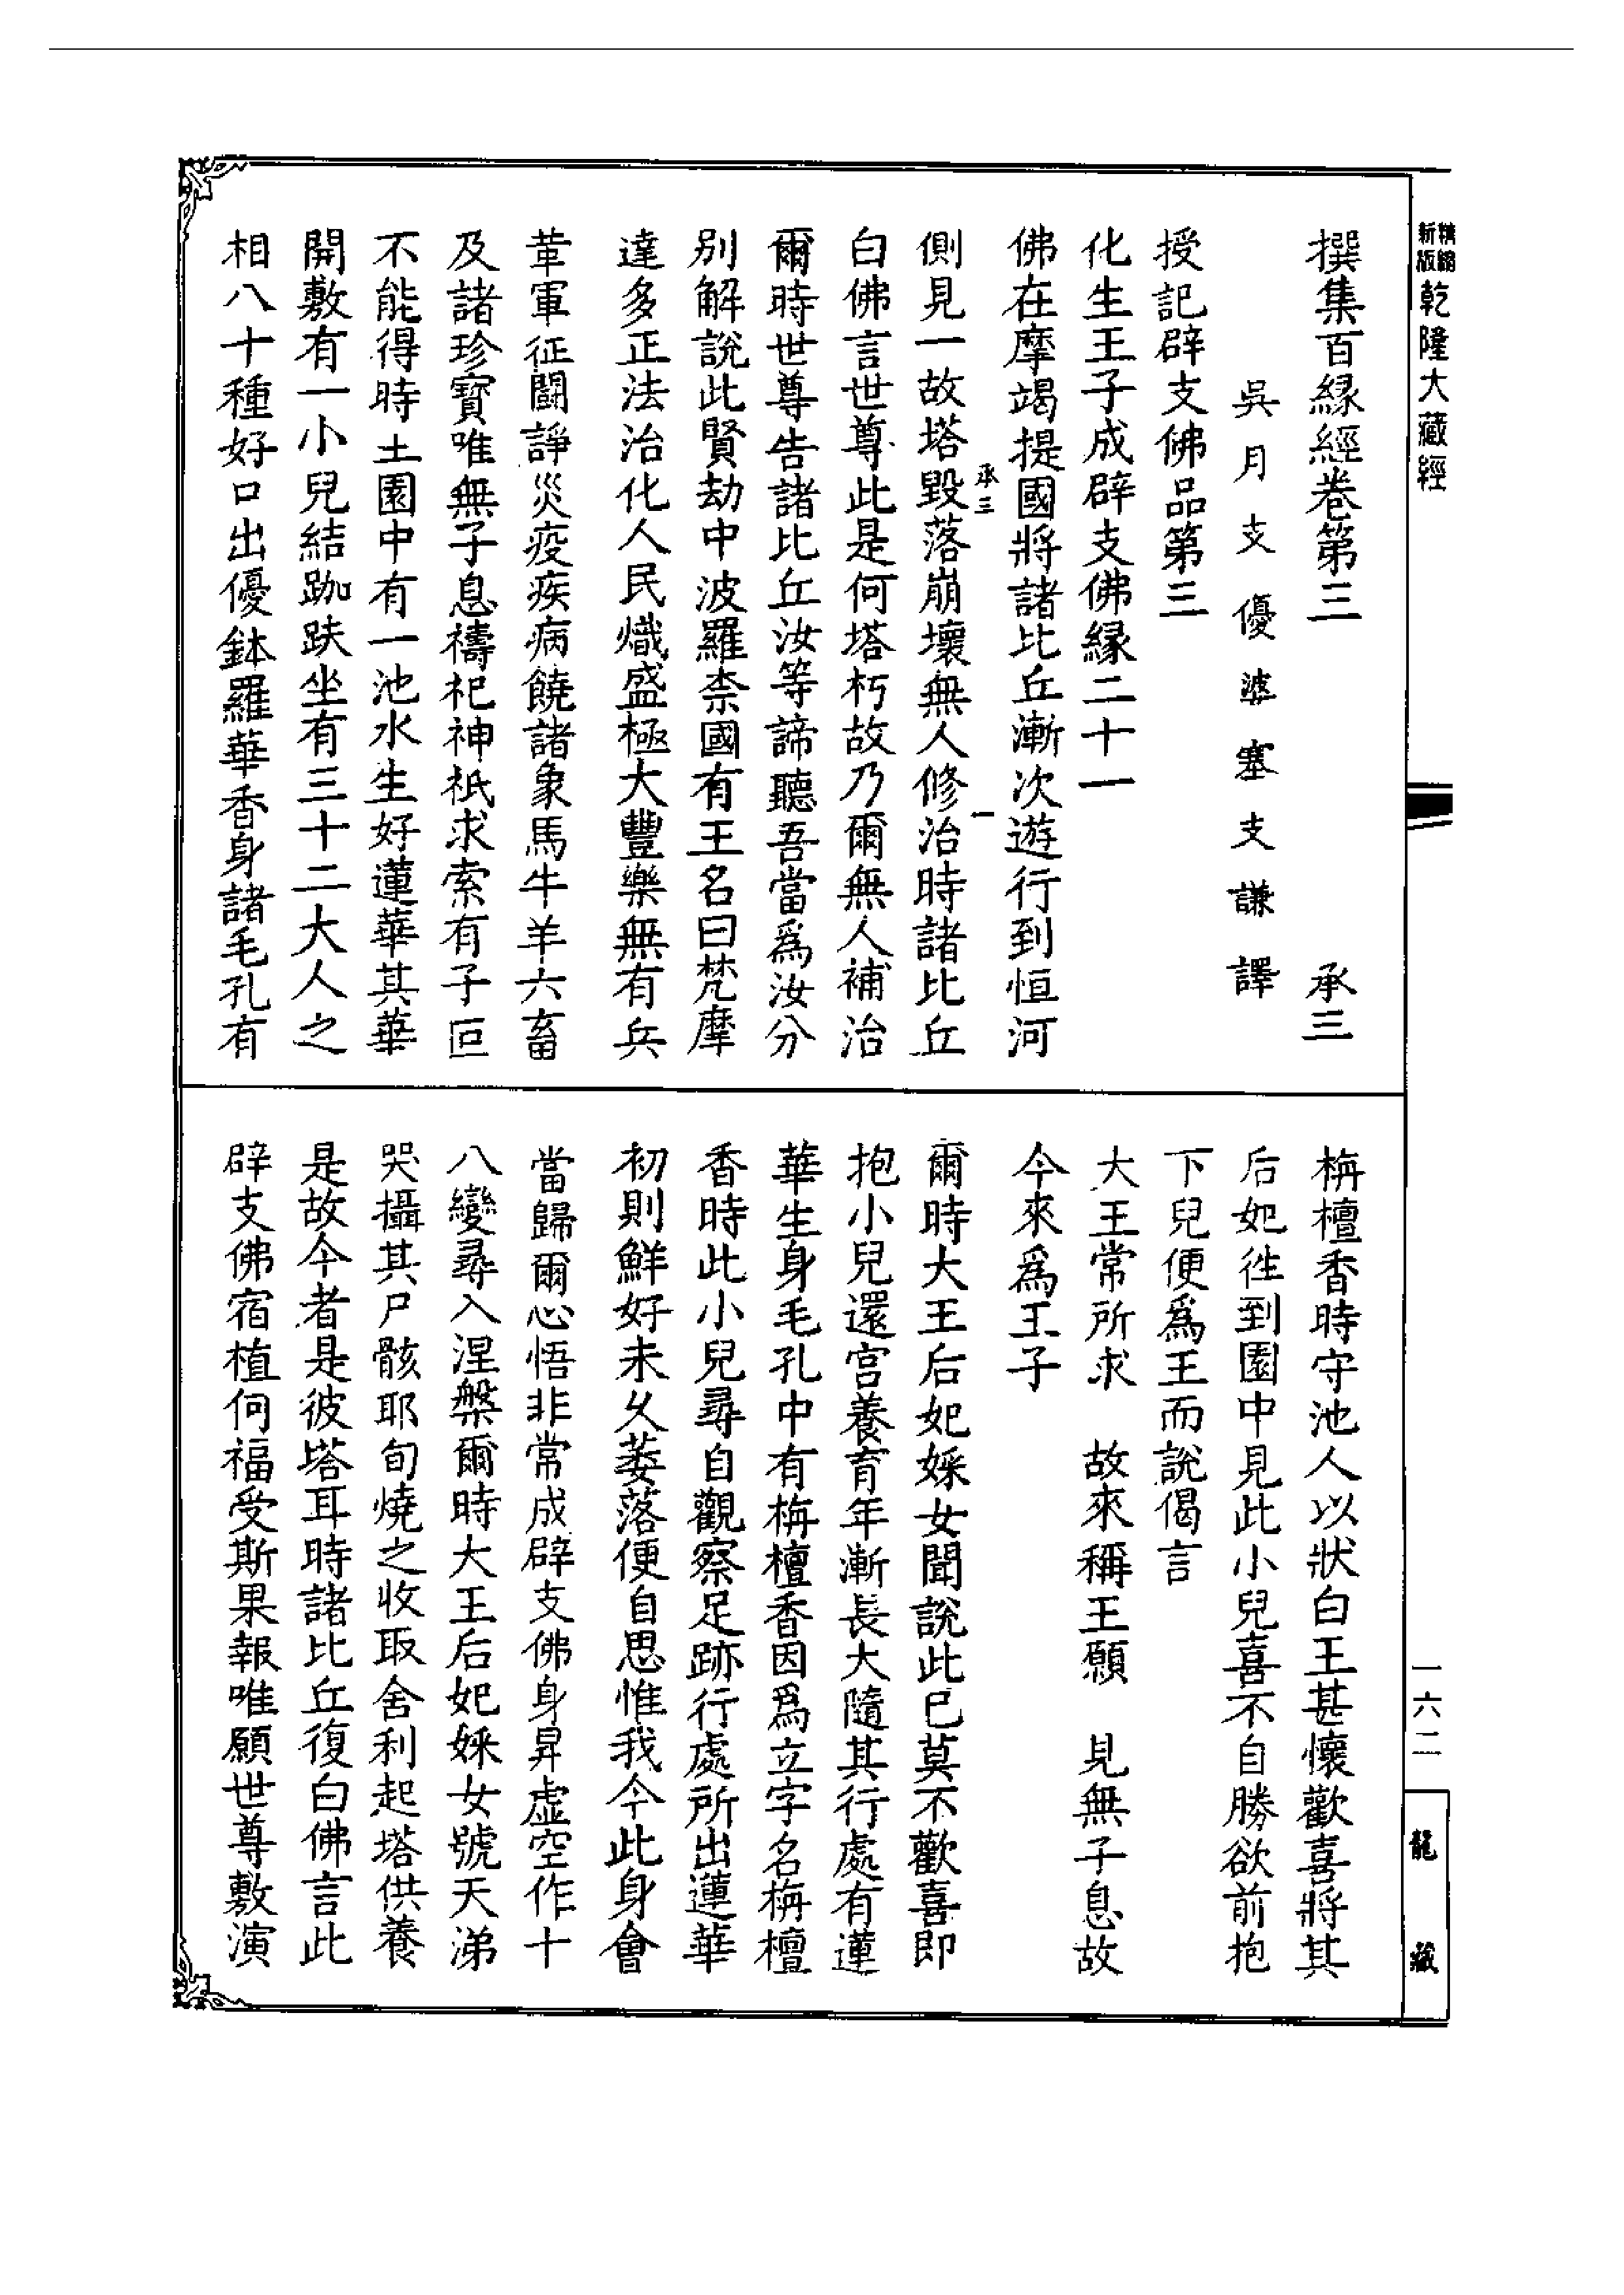 精縮
新版
乾隆大藏經
撰集百緣經卷第三　承三
吳月支優婆塞支謙譯
授記辟支佛品第三
化生王子成辟支佛緣二十一
佛在摩竭提國將諸比丘漸次遊行到恒河
承三　一
側見一故塔毀落崩壞無人修治時諸比丘
白佛言世尊此是何塔朽故乃爾無人補治
爾時世尊告諸比丘汝等諦聽吾當爲汝分
別解說此賢劫中波羅柰國有王名曰梵摩
達多正法治化人民熾盛極大豐樂無有兵
革軍征鬪諍災疫疾病饒諸象馬牛羊六畜
及諸珍寶唯無子息禱祀神祇求索有子叵
不能得時土園中有一池水生好蓮華其華
開敷有一小兒結跏趺坐有三十二大人之
相八十種好口出優鉢羅華香身諸毛孔有
栴檀香時守池人以狀白王甚懷歡喜將其
后妃徃到園中見此小兒喜不自勝欲前抱
下兒便爲王而說偈言
大王常所求　故來稱王願　見無子息故
今來爲王子
爾時大王后妃婇女聞說此已莫不歡喜即
抱小兒還宮養育年漸長大隨其行處有蓮
華生身毛孔中有栴檀香因爲立字名栴檀
香時此小兒尋自觀察足跡行處所出蓮華
初則鮮好未久萎落便自思惟我今此身會
當歸爾心悟非常成辟支佛身昇虛空作十
八變尋入涅槃爾時大王后妃婇女號天涕
哭攝其尸骸耶旬燒之收取舍利起塔供養
是故今者是彼塔耳時諸比丘復白佛言此
辟支佛宿植何福受斯果報唯願世尊敷演
一六二
龍藏